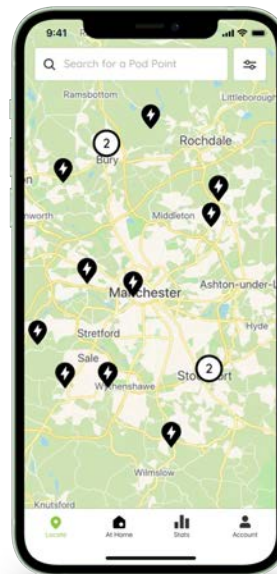 9:41
Search for a Pod Point
Ramsbottom
Littleborough
Rochdale
2
Bury
Middleton
Manchester
Ashton-under-L
Hyde
Stretford
Sale
2
Wythenshawe
Wilmslow
Knutsford
Locate
At Home
Stats
Account